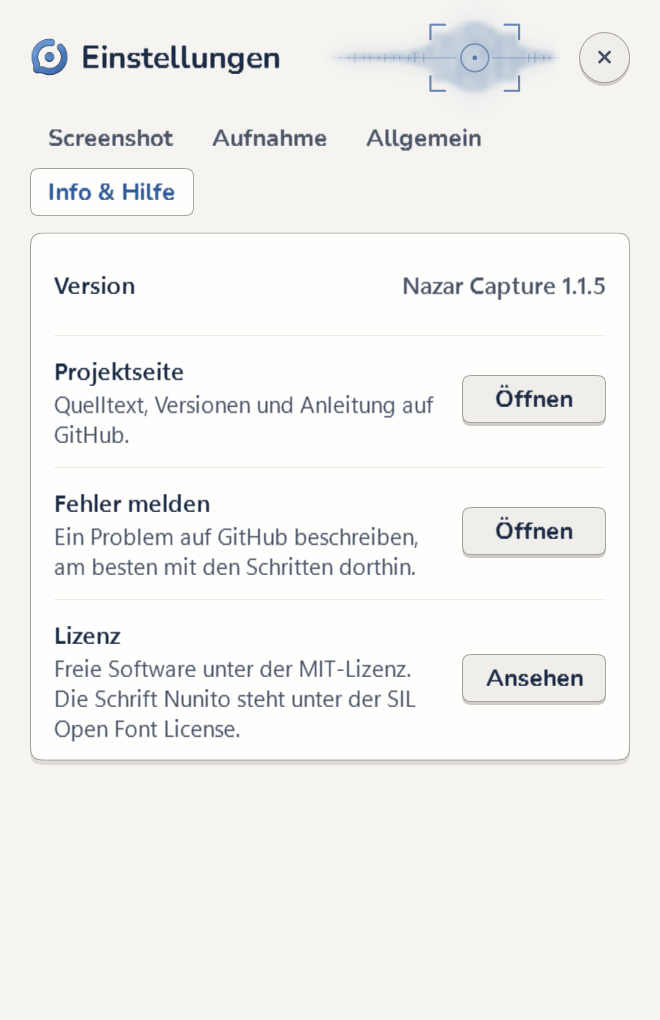 Einstellungen
Screenshot Aufnahme Allgemein
Info & Hilfe
Version Nazar Capture 1.1.5
Projektseite
Quelltext, Versionen und Anleitung auf
GitHub.
Öffnen
Fehler melden
Ein Problem auf GitHub beschreiben,
am besten mit den Schritten dorthin.
Öffnen
Lizenz
Freie Software unter der MIT-Lizenz.
Die Schrift Nunito steht unter der SIL
Open Font License.
Ansehen